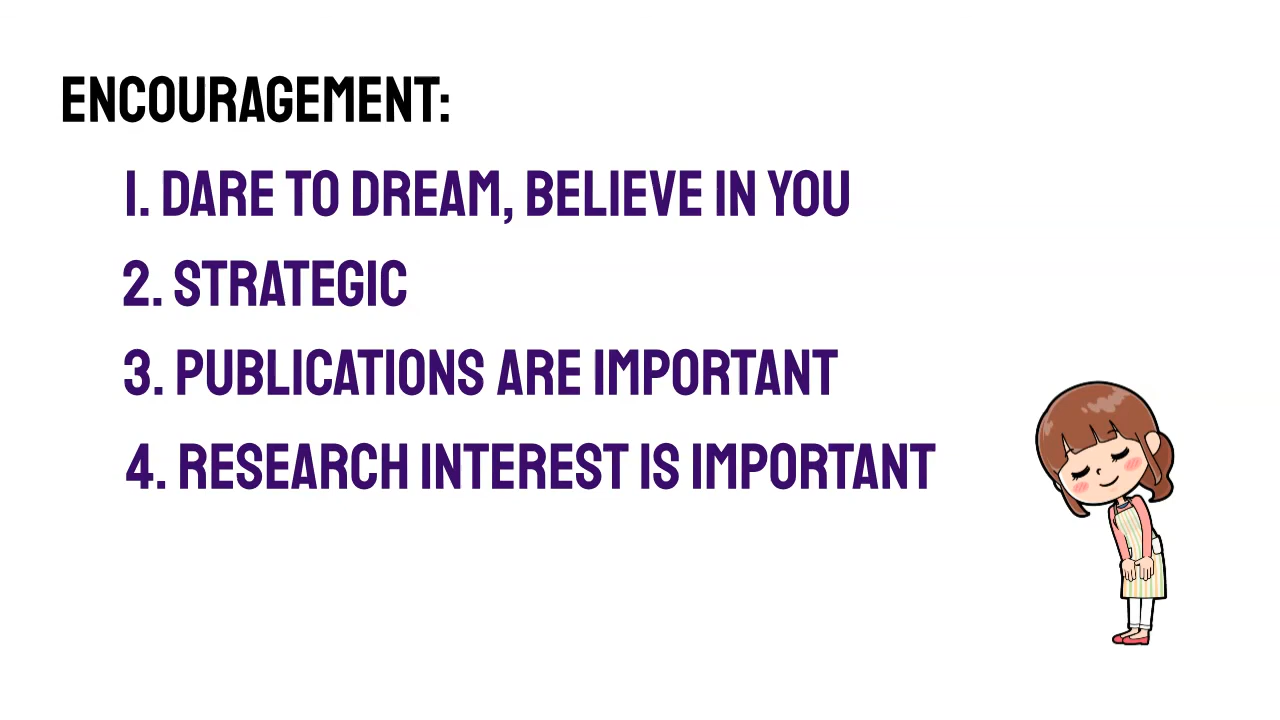 ENCOURAGEMENT:
1. DARE TO DREAM, BELIEVE IN YOU
2. STRATEGIC
3. PUBLICATIONS ARE IMPORTANT
4. RESEARCH INTEREST IS IMPORTANT